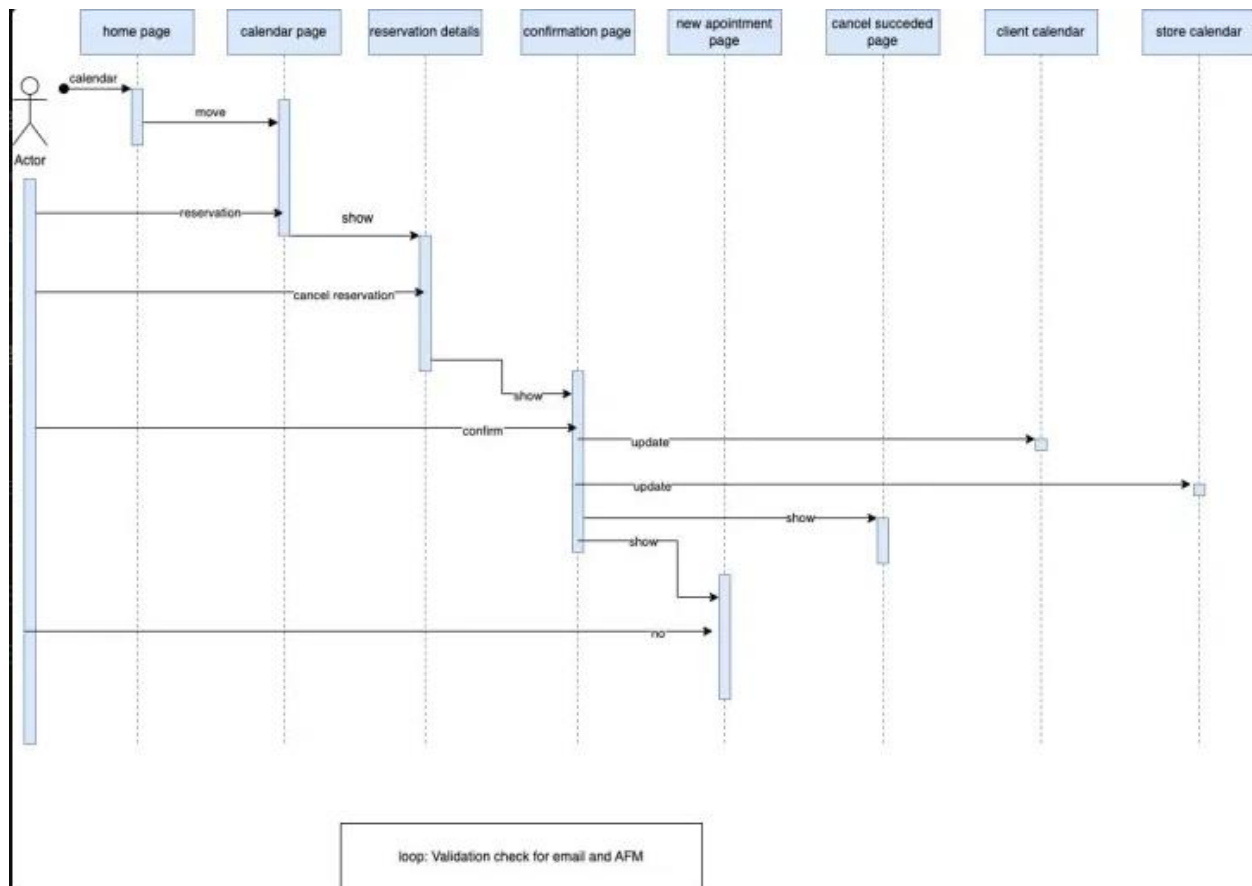 home page
calendar page
reservation details
confirmation page
new apointment
page
cancel succeded
page
client calendar
store calendar
calendar
move
Actor
reservation
show
cancel reservation
show
confirm
update
update
show
show
no
loop: Validation check for email and AFM